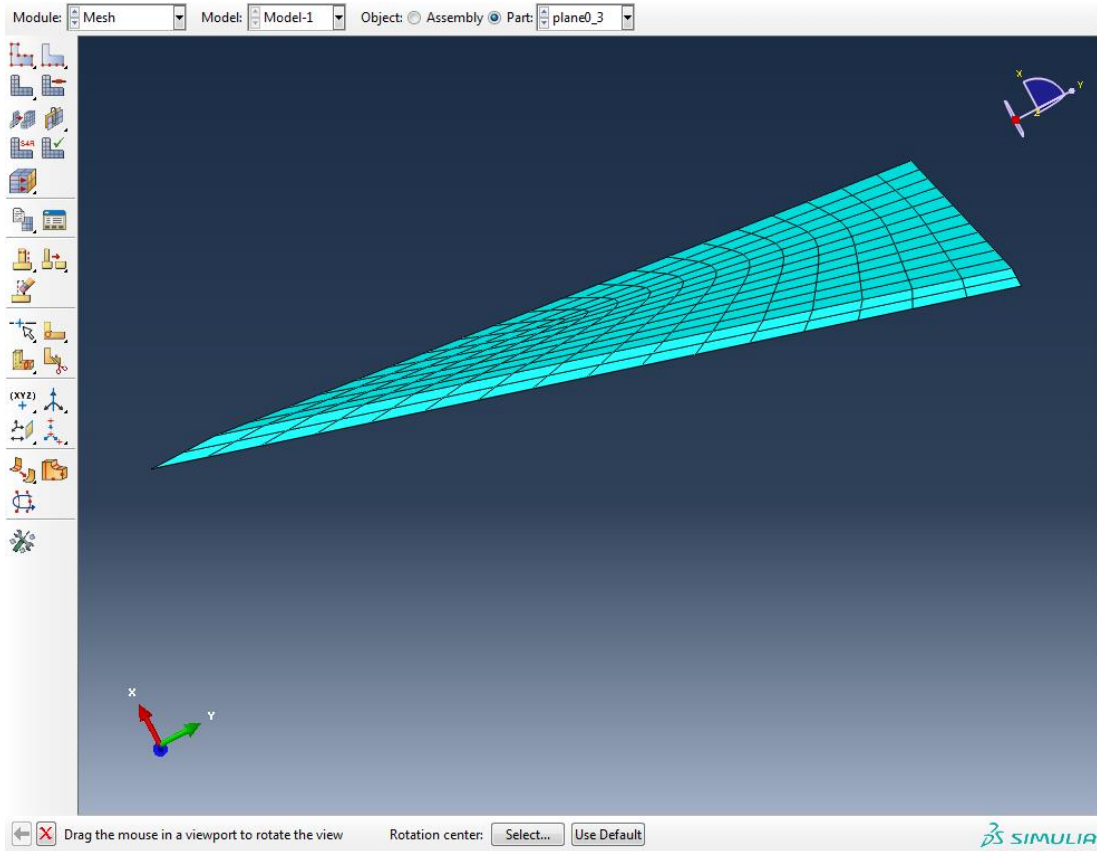 Module: Mesh Model: Model-1 Object: Assembly Part: plane0_3
S4R
(XYZ)
X
Y
Z
X
Y
Drag the mouse in a viewport to rotate the view Rotation center: Select... Use Default
SIMULIA